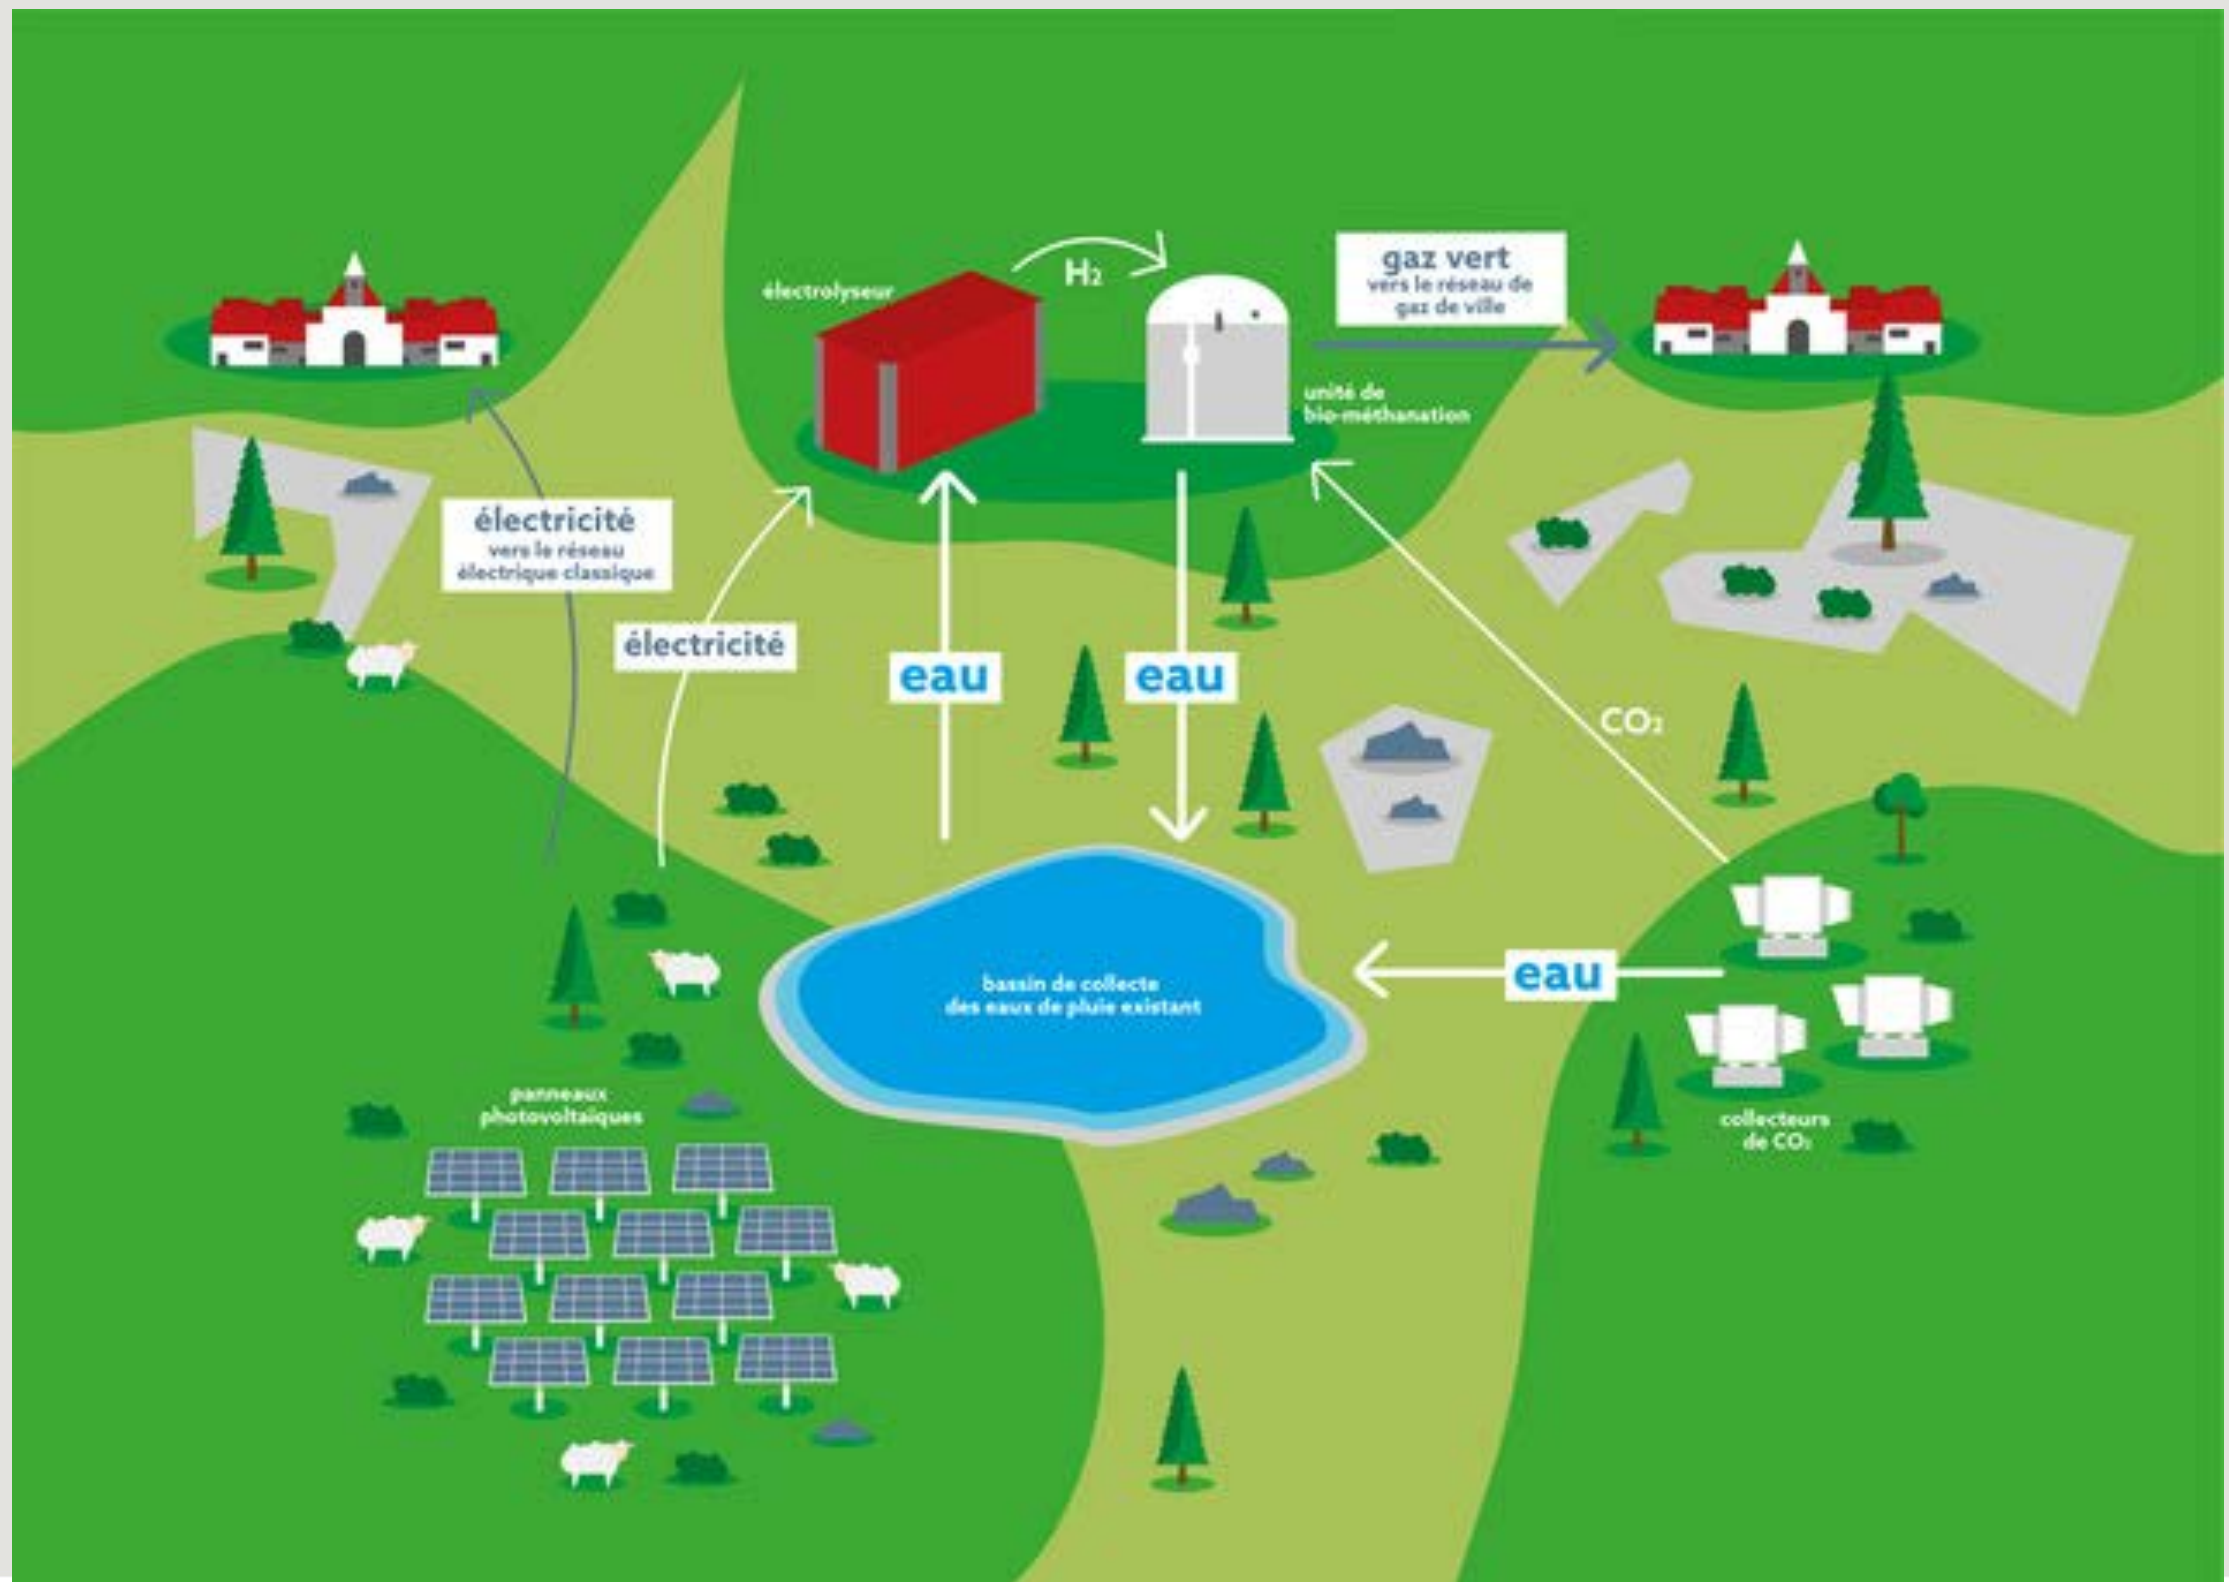 électrolyseur
H₂
gaz vert
vers le réseau de
gaz de ville
unité de
bio-méthanation
électricité
vers le réseau
électrique classique
électricité
eau
eau
CO₂
eau
bassin de collecte
des eaux de pluie existant
panneaux
photovoltaïques
collecteurs
de CO₂